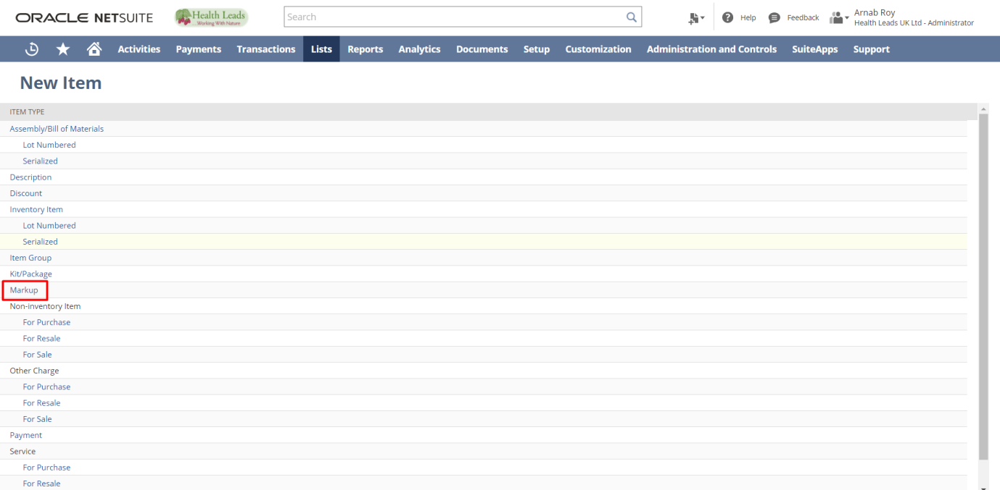 ORACLE NETSUITE
Health Leads
...Working With Nature
Search
Help
Feedback
Arnab Roy
Health Leads UK Ltd - Administrator
Activities Payments Transactions Lists Reports Analytics Documents Setup Customization Administration and Controls SuiteApps Support
New Item
ITEM TYPE
Assembly/Bill of Materials
Lot Numbered
Serialized
Description
Discount
Inventory Item
Lot Numbered
Serialized
Item Group
Kit/Package
Markup
Non-inventory Item
For Purchase
For Resale
For Sale
Other Charge
For Purchase
For Resale
For Sale
Payment
Service
For Purchase
For Resale